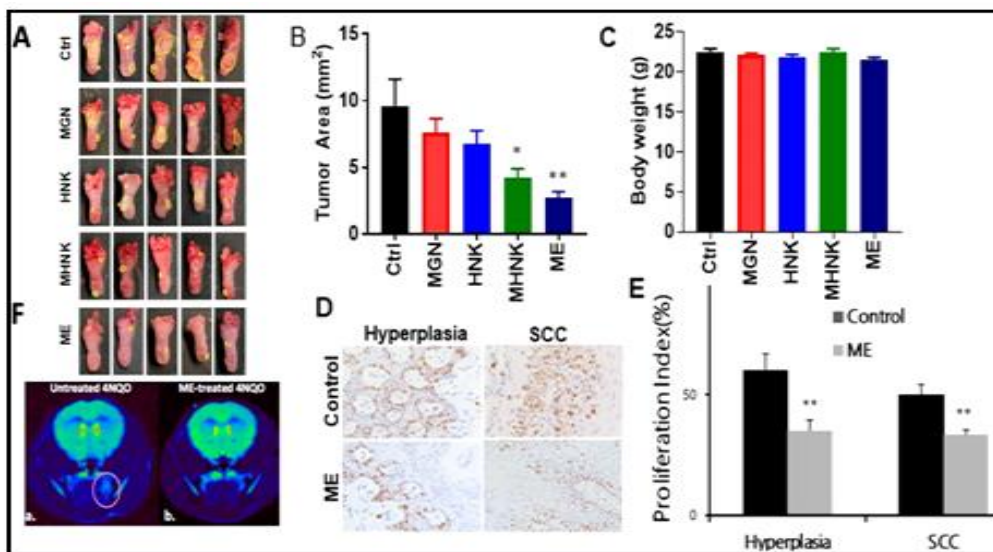 A
Ctrl
MGN
HNK
MHNK
ME
B
Tumor Area (mm²)
15
10
5
0
*
**
Ctrl
MGN
HNK
MHNK
ME
C
Body weight (g)
25
20
15
10
5
0
Ctrl
MGN
HNK
MHNK
ME
D
Hyperplasia
SCC
Control
ME
E
Proliferation Index(%)
Control
ME
50
0
**
**
Hyperplasia
SCC
F
Untreated 4NQO
ME-treated 4NQO
a.
b.